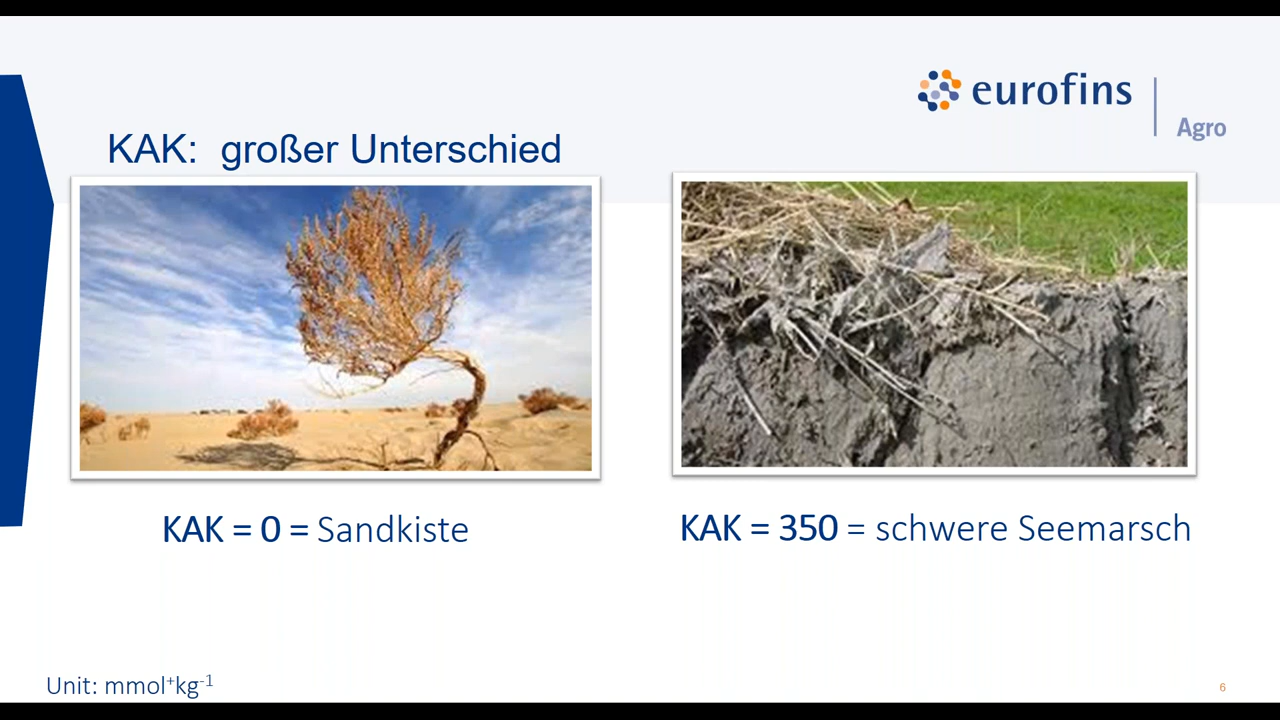 eurofins
Agro
KAK: großer Unterschied
KAK = 0 = Sandkiste
KAK = 350 = schwere Seemarsch
Unit: mmol⁺kg⁻¹
6